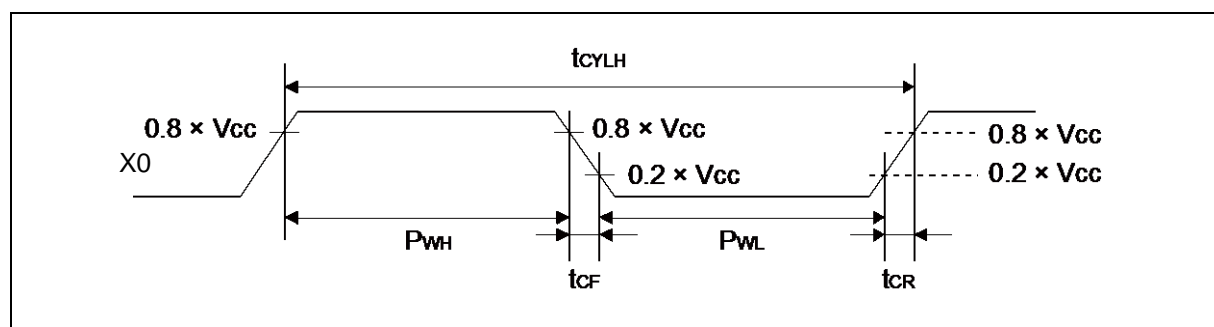 tCYLH
0.8 × Vcc
0.8 × Vcc
0.8 × Vcc
X0
0.2 × Vcc
0.2 × Vcc
PWH
PWL
tCF
tCR